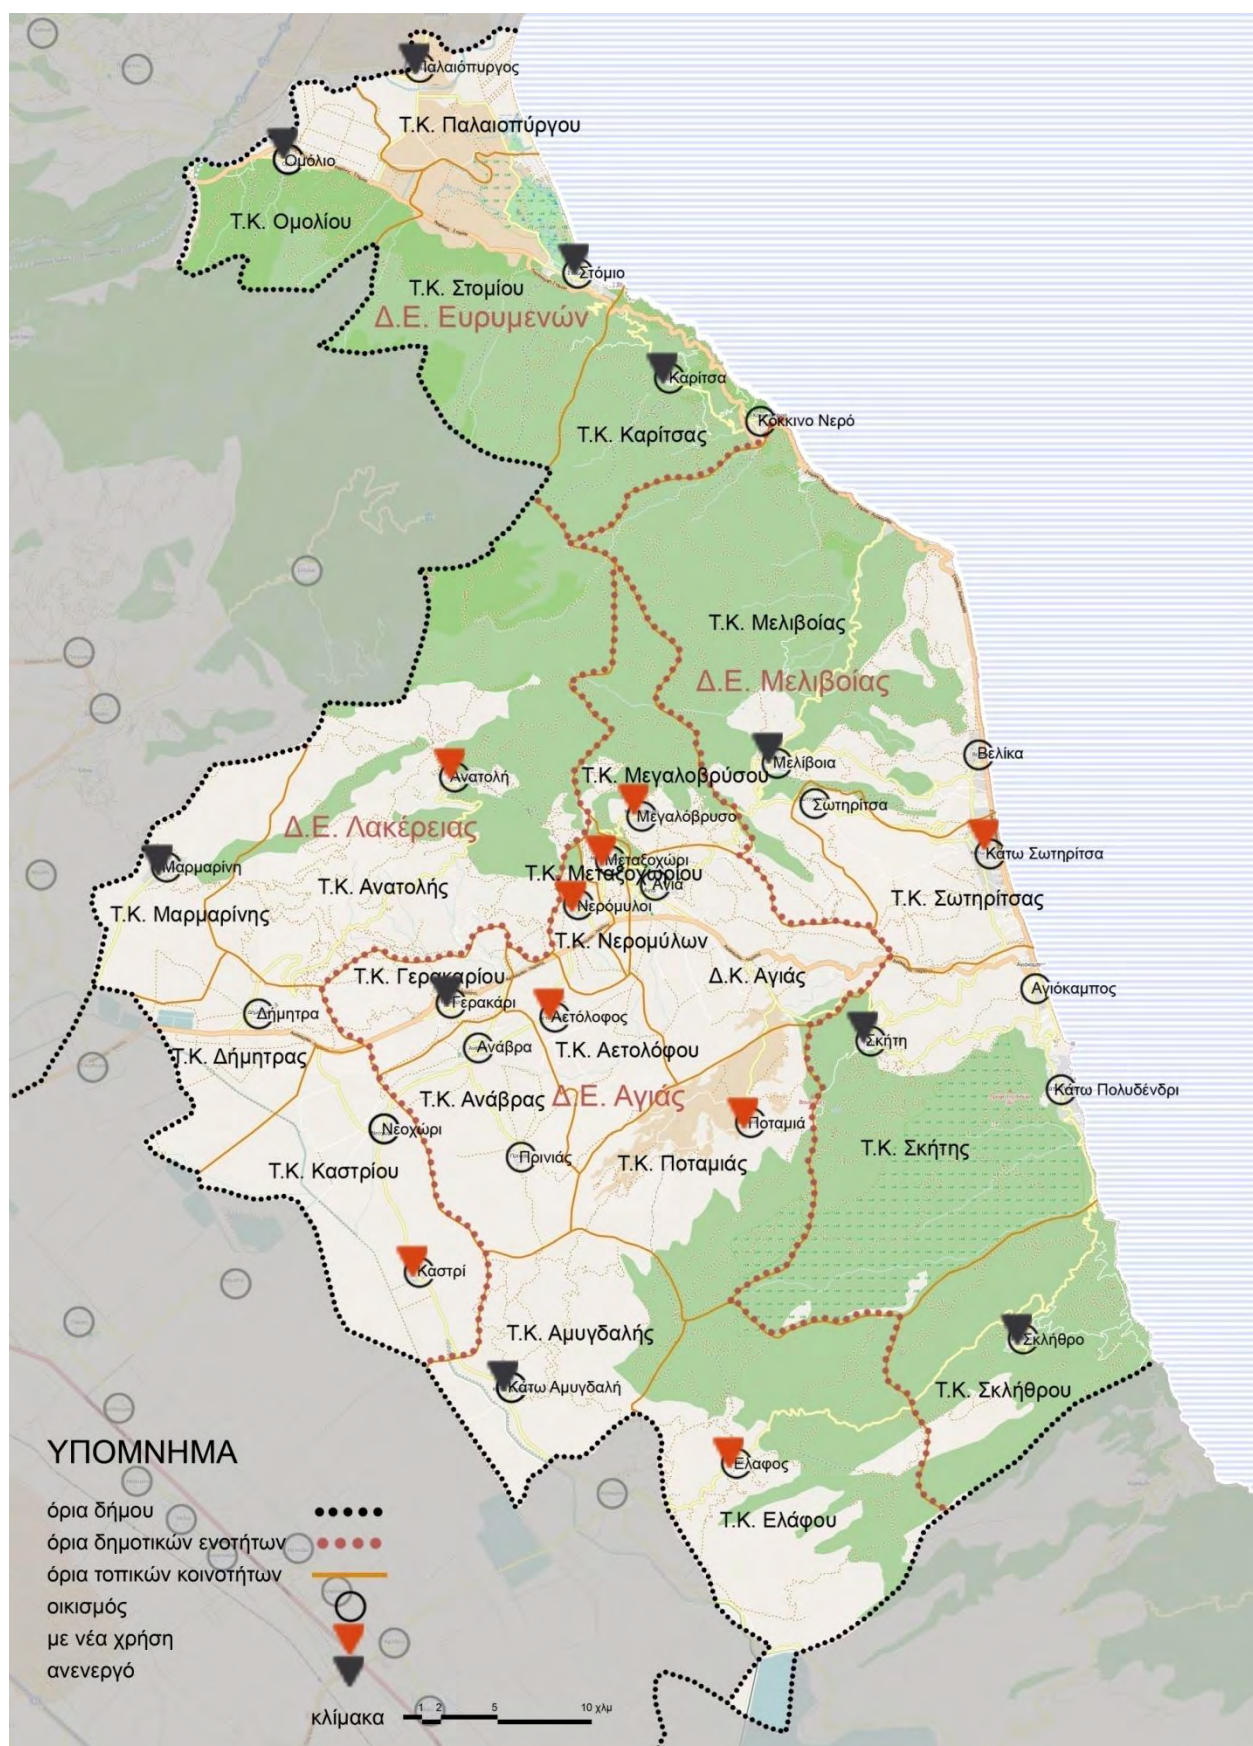 Παλαιόπυργος
Τ.Κ. Παλαιοπύργου
Ομόλιο
Τ.Κ. Ομολίου
Στόμιο
Τ.Κ. Στομίου
Δ.Ε. Ευρυμενών
Καρίτσα
Κόκκινο Νερό
Τ.Κ. Καρίτσας
Τ.Κ. Μελιβοίας
Δ.Ε. Μελιβοίας
Βελίκα
Μελίβοια
Ανατολή
Τ.Κ. Μεγαλοβρύσου
Σωτηρίτσα
Μεγαλόβρυσο
Δ.Ε. Λακέρειας
Κάτω Σωτηρίτσα
Μεταξοχώρι
Μαρμαρίνη
Τ.Κ. Μεταξοχωρίου
Αγιά
Τ.Κ. Ανατολής
Τ.Κ. Σωτηρίτσας
Νερόμυλοι
Τ.Κ. Μαρμαρίνης
Τ.Κ. Νερομύλων
Τ.Κ. Γερακαρίου
Δ.Κ. Αγιάς
Αγιόκαμπος
Γερακάρι
Δήμητρα
Αετόλοφος
Σκήτη
Ανάβρα
Τ.Κ. Αετολόφου
Τ.Κ. Δήμητρας
Κάτω Πολυδένδρι
Τ.Κ. Ανάβρας
Δ.Ε. Αγιάς
Ποταμιά
Νεοχώρι
Τ.Κ. Σκήτης
Πρινιάς
Τ.Κ. Ποταμιάς
Τ.Κ. Καστρίου
Καστρί
Τ.Κ. Αμυγδαλής
Σκλήθρο
Κάτω Αμυγδαλή
Τ.Κ. Σκλήθρου
Ελαφος
Τ.Κ. Ελάφου
ΥΠΟΜΝΗΜΑ
όρια δήμου
όρια δημοτικών ενοτήτων
όρια τοπικών κοινοτήτων
οικισμός
με νέα χρήση
ανενεργό
κλίμακα 1 2 5 10 χλμ